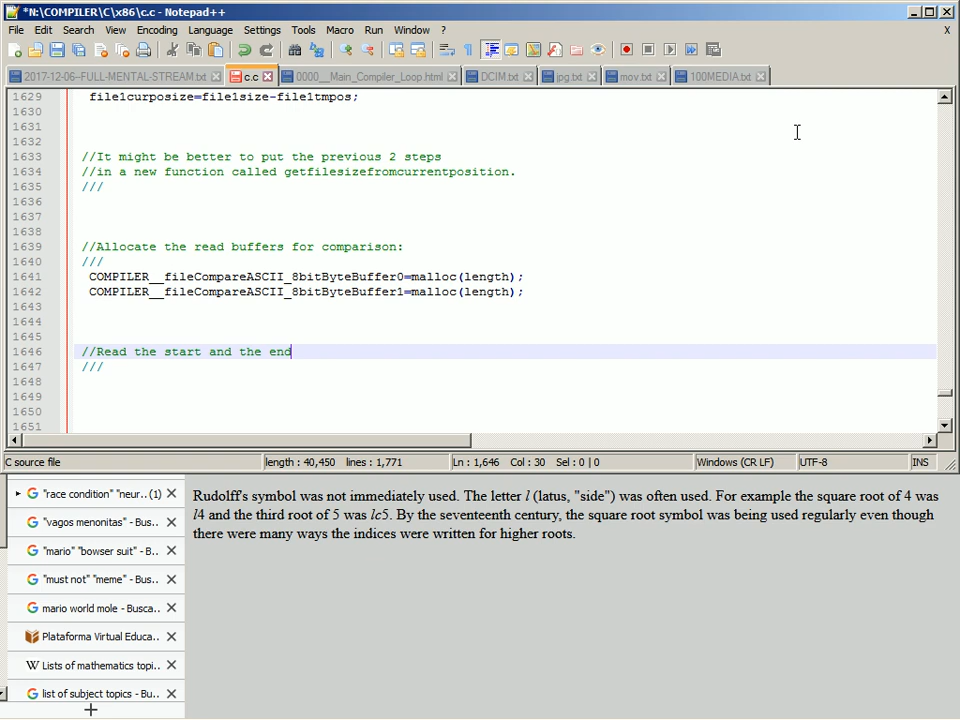 *N:\COMPILER\C\x86\c.c - Notepad++
File Edit Search View Encoding Language Settings Tools Macro Run Window ? X
2017-12-06--FULL-MENTAL-STREAM.txt c.c 0000__Main_Compiler_Loop.html DCIM.txt jpg.txt mov.txt 100MEDIA.txt
1629 file1curposize=file1size-file1tmpos;
1630
1631
1632
1633 //It might be better to put the previous 2 steps
1634 //in a new function called getfilesizefromcurrentposition.
1635 ///
1636
1637
1638
1639 //Allocate the read buffers for comparison:
1640 ///
1641 COMPILER__fileCompareASCII_8bitByteBuffer0=malloc(length);
1642 COMPILER__fileCompareASCII_8bitByteBuffer1=malloc(length);
1643
1644
1645
1646 //Read the start and the end
1647 ///
1648
1649
1650
1651
C source file length : 40,450 lines : 1,771 Ln : 1,646 Col : 30 Sel : 0 | 0 Windows (CR LF) UTF-8 INS
"race condition" "neur.. (1)
"vagos menonitas" - Bus..
"mario" "bowser suit" - B..
"must not" "meme" - Bus..
mario world mole - Busca..
Plataforma Virtual Educa..
W Lists of mathematics topi..
list of subject topics - Bu..
Rudolff's symbol was not immediately used. The letter l (latus, "side") was often used. For example the square root of 4 was
l4 and the third root of 5 was lc5. By the seventeenth century, the square root symbol was being used regularly even though
there were many ways the indices were written for higher roots.